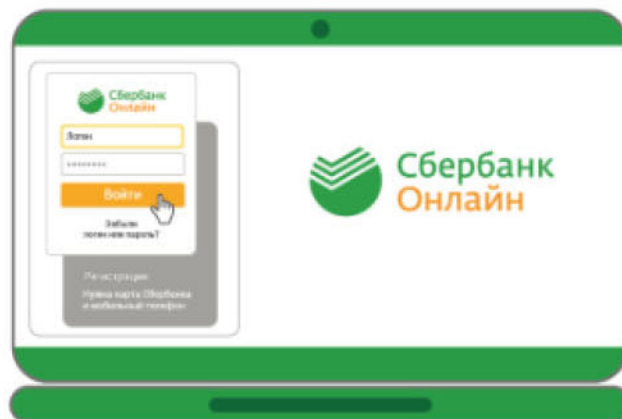 Сбербанк
Онлайн
Логин
••••••••
Войти
Забыли
логин или пароль?
Регистрация
Нужна карта Сбербанка
и мобильный телефон
Сбербанк
Онлайн